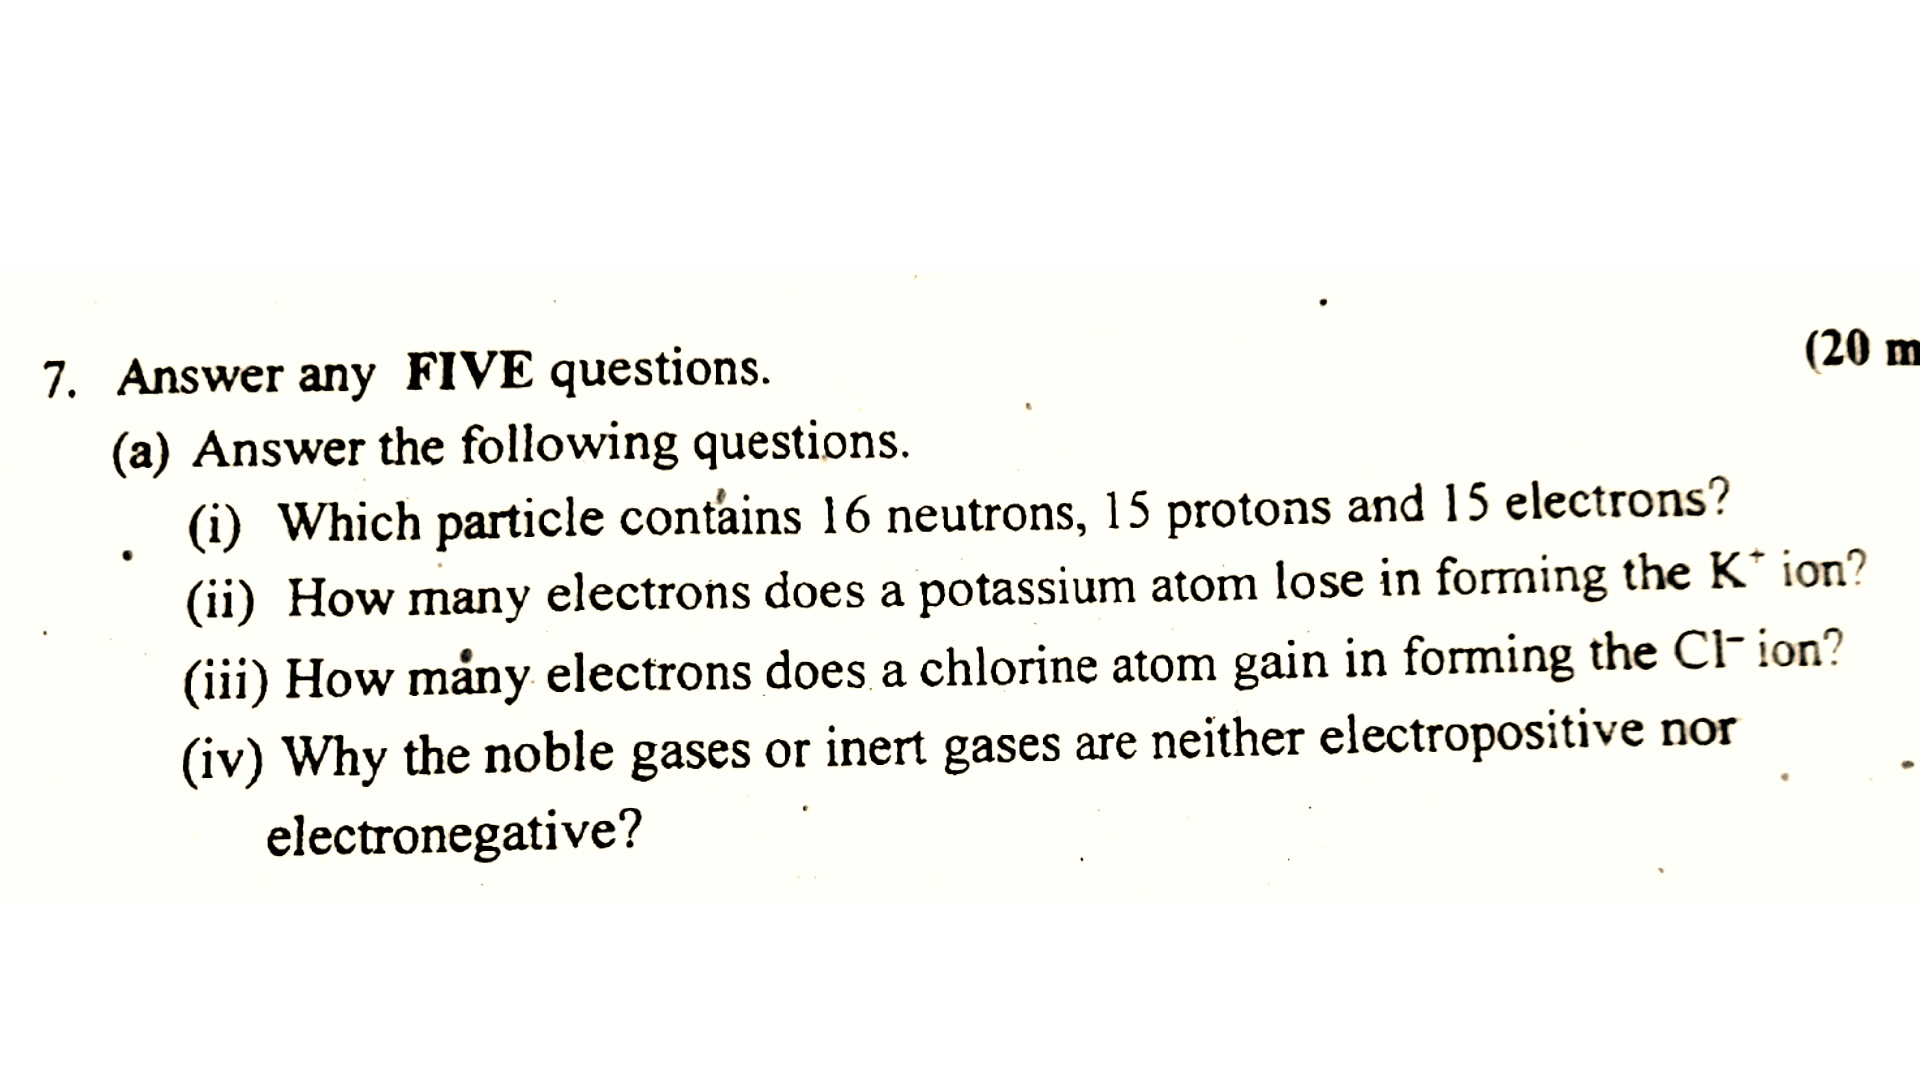 (20 m
7. Answer any FIVE questions.
(a) Answer the following questions.
(i) Which particle contains 16 neutrons, 15 protons and 15 electrons?
(ii) How many electrons does a potassium atom lose in forming the K⁺ ion?
(iii) How many electrons does a chlorine atom gain in forming the Cl⁻ ion?
(iv) Why the noble gases or inert gases are neither electropositive nor
electronegative?